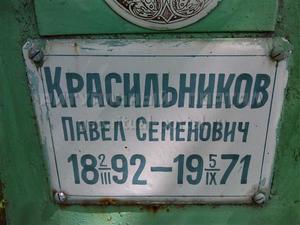 КРАСИЛЬНИКОВ
ПАВЕЛ СЕМЕНОВИЧ
18 2/III 92 – 19 5/IX 71